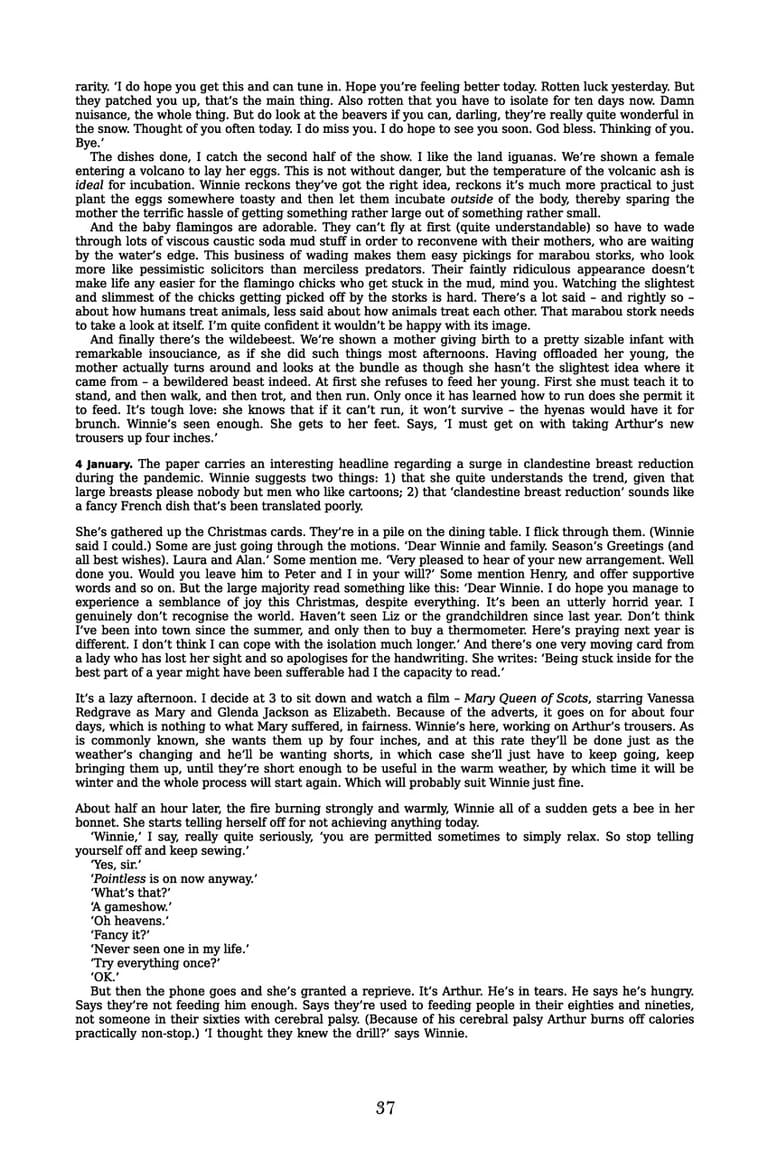 rarity. ‘I do hope you get this and can tune in. Hope you’re feeling better today. Rotten luck yesterday. But
they patched you up, that’s the main thing. Also rotten that you have to isolate for ten days now. Damn
nuisance, the whole thing. But do look at the beavers if you can, darling, they’re really quite wonderful in
the snow. Thought of you often today. I do miss you. I do hope to see you soon. God bless. Thinking of you.
Bye.’
The dishes done, I catch the second half of the show. I like the land iguanas. We’re shown a female
entering a volcano to lay her eggs. This is not without danger, but the temperature of the volcanic ash is
ideal for incubation. Winnie reckons they’ve got the right idea, reckons it’s much more practical to just
plant the eggs somewhere toasty and then let them incubate outside of the body, thereby sparing the
mother the terrific hassle of getting something rather large out of something rather small.
And the baby flamingos are adorable. They can’t fly at first (quite understandable) so have to wade
through lots of viscous caustic soda mud stuff in order to reconvene with their mothers, who are waiting
by the water’s edge. This business of wading makes them easy pickings for marabou storks, who look
more like pessimistic solicitors than merciless predators. Their faintly ridiculous appearance doesn’t
make life any easier for the flamingo chicks who get stuck in the mud, mind you. Watching the slightest
and slimmest of the chicks getting picked off by the storks is hard. There’s a lot said – and rightly so –
about how humans treat animals, less said about how animals treat each other. That marabou stork needs
to take a look at itself. I’m quite confident it wouldn’t be happy with its image.
And finally there’s the wildebeest. We’re shown a mother giving birth to a pretty sizable infant with
remarkable insouciance, as if she did such things most afternoons. Having offloaded her young, the
mother actually turns around and looks at the bundle as though she hasn’t the slightest idea where it
came from – a bewildered beast indeed. At first she refuses to feed her young. First she must teach it to
stand, and then walk, and then trot, and then run. Only once it has learned how to run does she permit it
to feed. It’s tough love: she knows that if it can’t run, it won’t survive – the hyenas would have it for
brunch. Winnie’s seen enough. She gets to her feet. Says, ‘I must get on with taking Arthur’s new
trousers up four inches.’
4 January. The paper carries an interesting headline regarding a surge in clandestine breast reduction
during the pandemic. Winnie suggests two things: 1) that she quite understands the trend, given that
large breasts please nobody but men who like cartoons; 2) that ‘clandestine breast reduction’ sounds like
a fancy French dish that’s been translated poorly.
She’s gathered up the Christmas cards. They’re in a pile on the dining table. I flick through them. (Winnie
said I could.) Some are just going through the motions. ‘Dear Winnie and family. Season’s Greetings (and
all best wishes). Laura and Alan.’ Some mention me. ‘Very pleased to hear of your new arrangement. Well
done you. Would you leave him to Peter and I in your will?’ Some mention Henry, and offer supportive
words and so on. But the large majority read something like this: ‘Dear Winnie. I do hope you manage to
experience a semblance of joy this Christmas, despite everything. It’s been an utterly horrid year. I
genuinely don’t recognise the world. Haven’t seen Liz or the grandchildren since last year. Don’t think
I’ve been into town since the summer, and only then to buy a thermometer. Here’s praying next year is
different. I don’t think I can cope with the isolation much longer.’ And there’s one very moving card from
a lady who has lost her sight and so apologises for the handwriting. She writes: ‘Being stuck inside for the
best part of a year might have been sufferable had I the capacity to read.’
It’s a lazy afternoon. I decide at 3 to sit down and watch a film – Mary Queen of Scots, starring Vanessa
Redgrave as Mary and Glenda Jackson as Elizabeth. Because of the adverts, it goes on for about four
days, which is nothing to what Mary suffered, in fairness. Winnie’s here, working on Arthur’s trousers. As
is commonly known, she wants them up by four inches, and at this rate they’ll be done just as the
weather’s changing and he’ll be wanting shorts, in which case she’ll just have to keep going, keep
bringing them up, until they’re short enough to be useful in the warm weather, by which time it will be
winter and the whole process will start again. Which will probably suit Winnie just fine.
About half an hour later, the fire burning strongly and warmly, Winnie all of a sudden gets a bee in her
bonnet. She starts telling herself off for not achieving anything today.
‘Winnie,’ I say, really quite seriously, ‘you are permitted sometimes to simply relax. So stop telling
yourself off and keep sewing.’
‘Yes, sir.’
‘Pointless is on now anyway.’
‘What’s that?’
‘A gameshow.’
‘Oh heavens.’
‘Fancy it?’
‘Never seen one in my life.’
‘Try everything once?’
‘OK.’
But then the phone goes and she’s granted a reprieve. It’s Arthur. He’s in tears. He says he’s hungry.
Says they’re not feeding him enough. Says they’re used to feeding people in their eighties and nineties,
not someone in their sixties with cerebral palsy. (Because of his cerebral palsy Arthur burns off calories
practically non-stop.) ‘I thought they knew the drill?’ says Winnie.
37